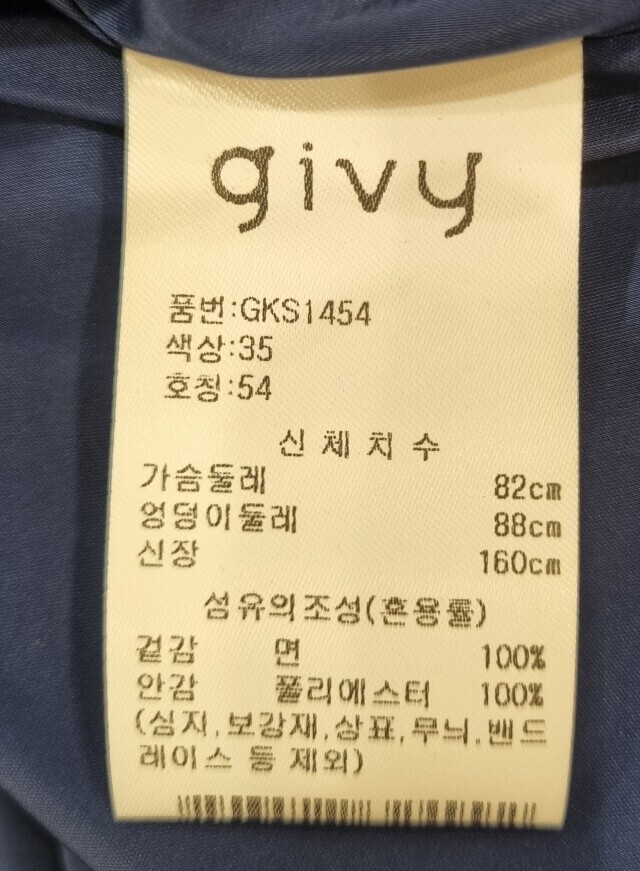 givy
품번:GKS1454
색상:35
호칭:54
신체치수
가슴둘레 82cm
엉덩이둘레 88cm
신장 160cm
섬유의조성(혼용률)
겉감 면 100%
안감 폴리에스터 100%
(심지,보강재,상표,무늬,밴드
레이스 등 제외)